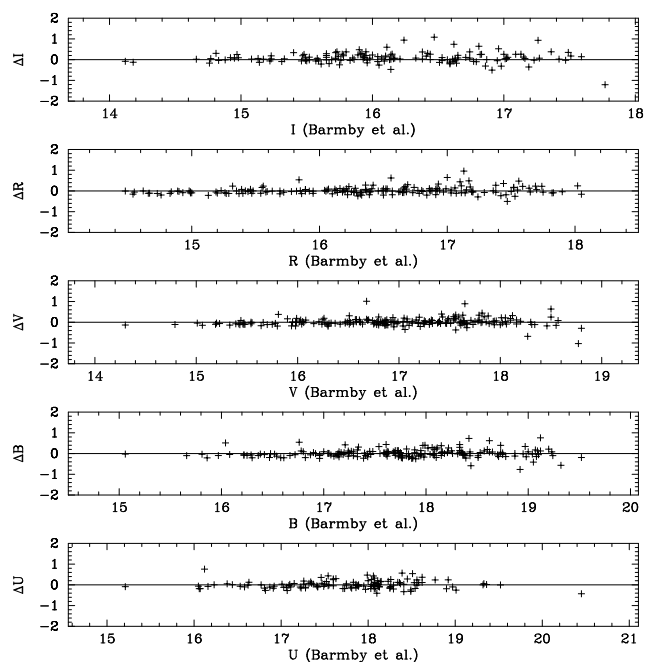 2
1
0
-1
-2
ΔI
14 15 16 17 18
I (Barmby et al.)
2
1
0
-1
-2
ΔR
15 16 17 18
R (Barmby et al.)
2
1
0
-1
-2
ΔV
14 15 16 17 18 19
V (Barmby et al.)
2
1
0
-1
-2
ΔB
15 16 17 18 19 20
B (Barmby et al.)
2
1
0
-1
-2
ΔU
15 16 17 18 19 20 21
U (Barmby et al.)